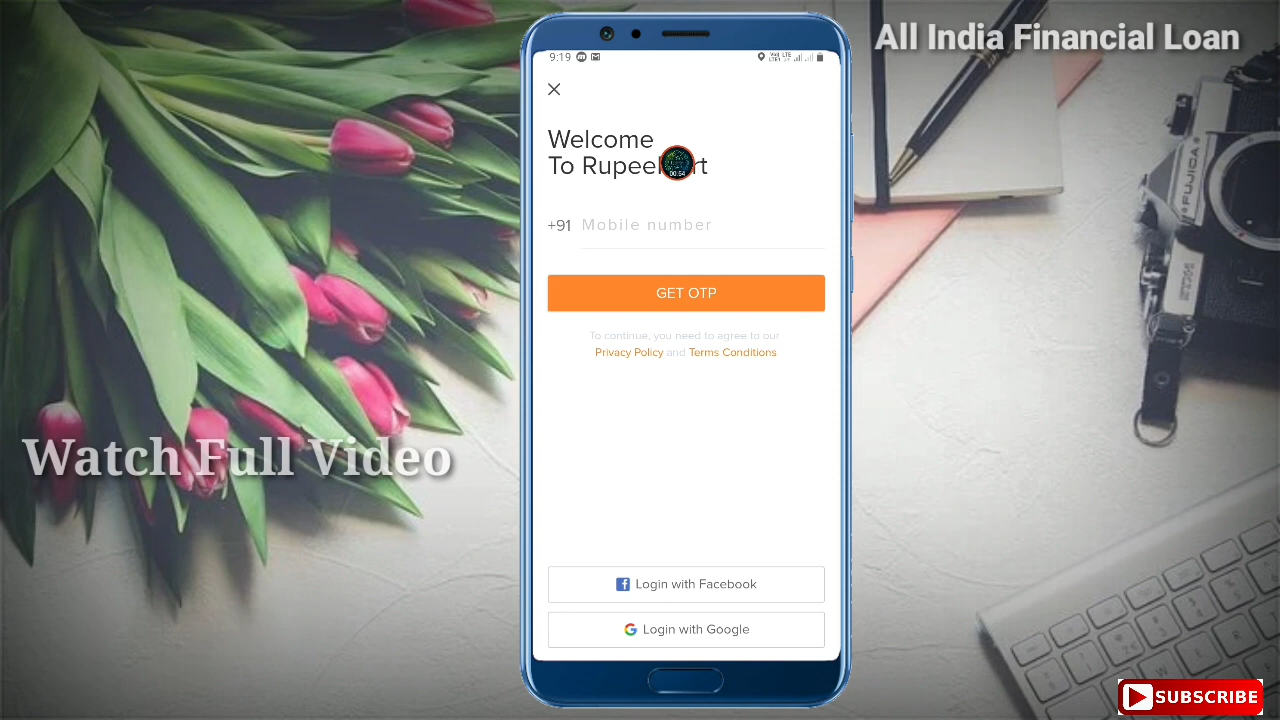 All India Financial Loan
9:19
Welcome
To
00:54
+91 Mobile number
GET OTP
To continue, you need to agree to our
Privacy Policy and Terms Conditions
Watch Full Video
FUJICA
Login with Facebook
Login with Google
SUBSCRIBE